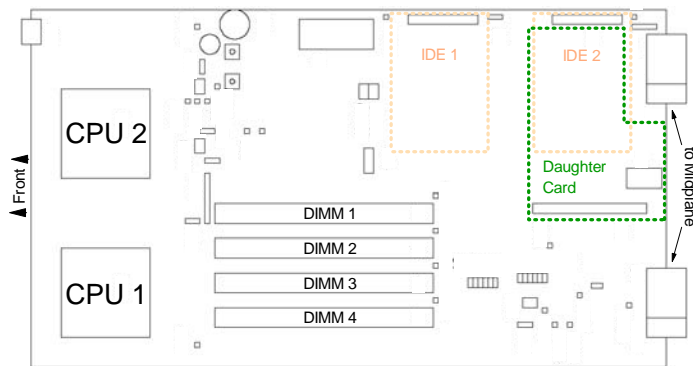 IDE 1
IDE 2
CPU 2
to Midplane
Front
Daughter
Card
DIMM 1
DIMM 2
DIMM 3
CPU 1
DIMM 4